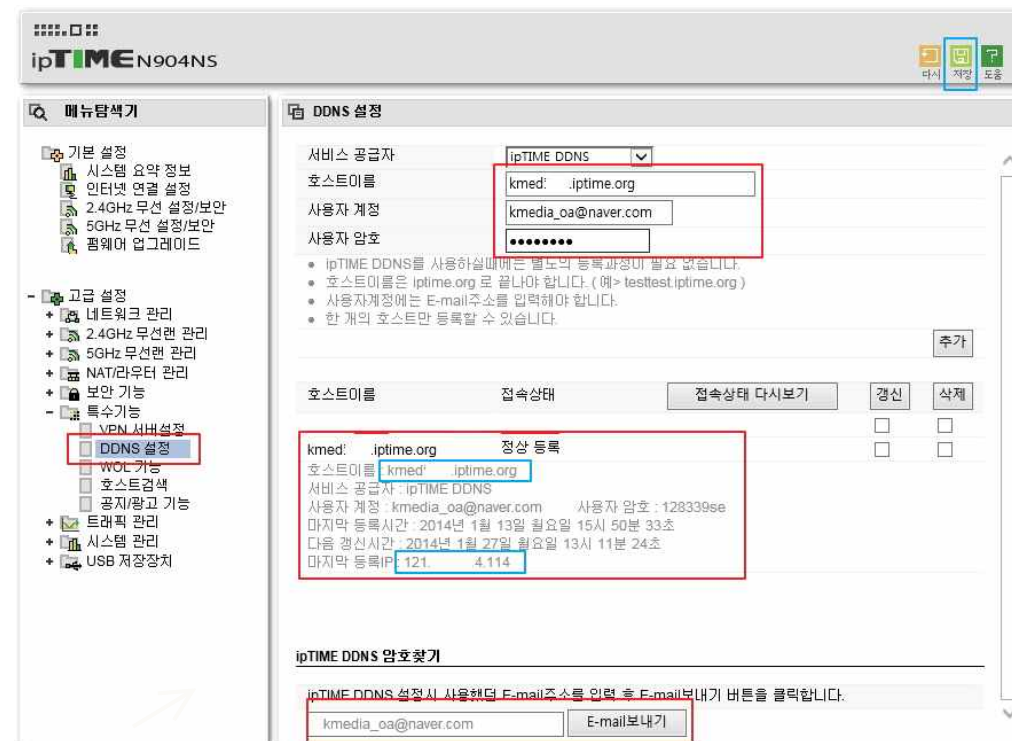 ipTIME N904NS
다시 저장 도움
메뉴탐색기
기본 설정
시스템 요약 정보
인터넷 연결 설정
2.4GHz 무선 설정/보안
5GHz 무선 설정/보안
펌웨어 업그레이드
고급 설정
네트워크 관리
2.4GHz 무선랜 관리
5GHz 무선랜 관리
NAT/라우터 관리
보안 기능
특수기능
VPN 서버설정
DDNS 설정
WOL 기능
호스트검색
공지/광고 기능
트래픽 관리
시스템 관리
USB 저장장치
DDNS 설정
서비스 공급자 ipTIME DDNS
호스트이름 kmed .iptime.org
사용자 계정 kmedia_oa@naver.com
사용자 암호 ●●●●●●●●
● ipTIME DDNS를 사용하실때에는 별도의 등록과정이 필요 없습니다.
● 호스트이름은 iptime.org 로 끝나야 합니다. ( 예> testtest.iptime.org )
● 사용자계정에는 E-mail주소를 입력해야 합니다.
● 한 개의 호스트만 등록할 수 있습니다.
추가
호스트이름 접속상태 접속상태 다시보기 갱신 삭제
kmed .iptime.org 정상 등록
호스트이름 : kmed .iptime.org
서비스 공급자 : ipTIME DDNS
사용자 계정 : kmedia_oa@naver.com 사용자 암호 : 128339se
마지막 등록시간 : 2014년 1월 13일 월요일 15시 50분 33초
다음 갱신시간 : 2014년 1월 27일 월요일 13시 11분 24초
마지막 등록IP : 121. 4.114
ipTIME DDNS 암호찾기
ipTIME DDNS 설정시 사용했던 E-mail주소를 입력 후 E-mail보내기 버튼을 클릭합니다.
kmedia_oa@naver.com E-mail보내기